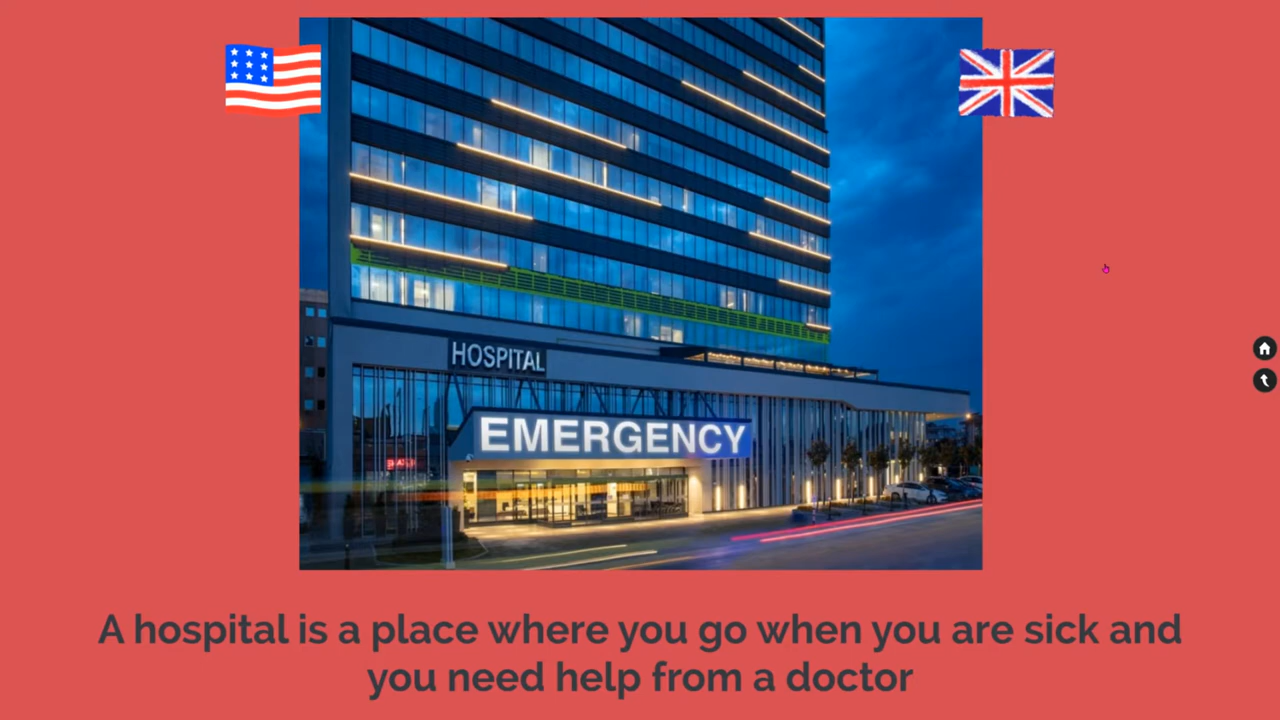 HOSPITAL
EMERGENCY
A hospital is a place where you go when you are sick and
you need help from a doctor